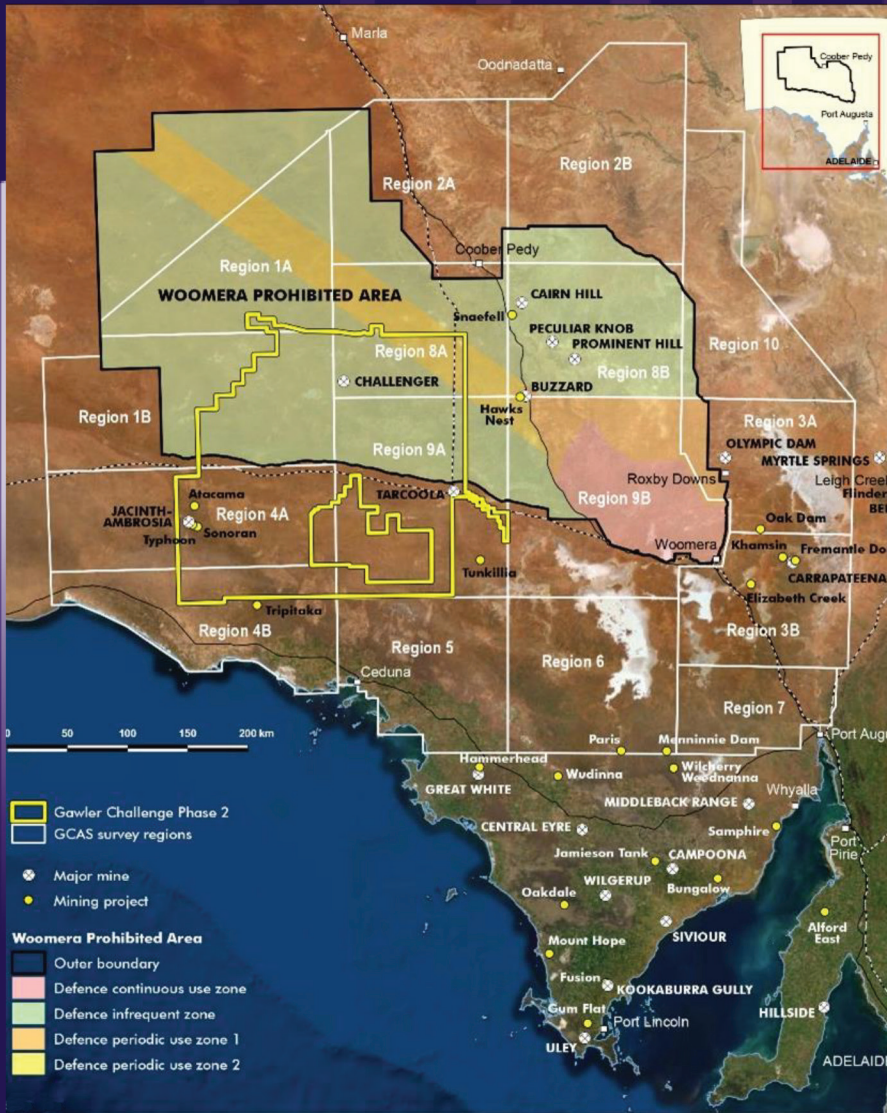 Marla
Oodnadatta
Coober Pedy
Port Augusta
ADELAIDE
Region 2A
Region 2B
Coober Pedy
Region 1A
WOOMERA PROHIBITED AREA
CAIRN HILL
Snaefell
PECULIAR KNOB
PROMINENT HILL
Region 10
Region 8A
Region 8B
CHALLENGER
BUZZARD
Hawks
Nest
Region 1B
Region 3A
Region 9A
OLYMPIC DAM
MYRTLE SPRINGS
Roxby Downs
Leigh Creek
Flinder
BEL
TARCOOLA
Region 9B
Atacama
JACINTH-
AMBROSIA
Region 4A
Typhoon
Sonoran
Oak Dam
Woomera
Khamsin
Fremantle Do
CARRAPATEENA
Tunkillia
Elizabeth Creek
Tripitaka
Region 4B
Region 3B
Region 5
Region 6
Ceduna
Region 7
0 50 100 150 200 km
Port Augu
Paris
Menninnie Dam
Hammerhead
Wudinna
Wilcherry
Weednanna
GREAT WHITE
Whyalla
MIDDLEBACK RANGE
Gawler Challenge Phase 2
GCAS survey regions
CENTRAL EYRE
Samphire
Port
Pirie
Jamieson Tank
CAMPOONA
Major mine
Mining project
WILGERUP
Bungalow
Oakdale
Alford
East
SIVIOUR
Woomera Prohibited Area
Outer boundary
Defence continuous use zone
Defence infrequent zone
Defence periodic use zone 1
Defence periodic use zone 2
Mount Hope
Fusion
KOOKABURRA GULLY
HILLSIDE
Gum Flat
Port Lincoln
ULEY
ADELAIDE